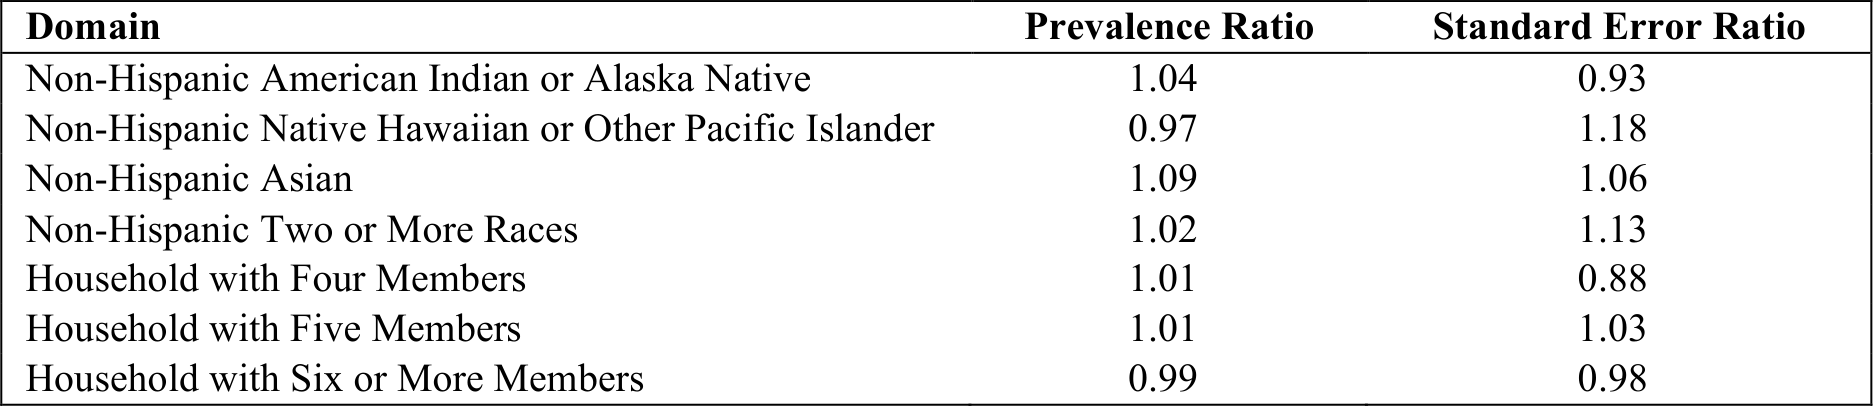 Domain Prevalence Ratio Standard Error Ratio
Non-Hispanic American Indian or Alaska Native 1.04 0.93
Non-Hispanic Native Hawaiian or Other Pacific Islander 0.97 1.18
Non-Hispanic Asian 1.09 1.06
Non-Hispanic Two or More Races 1.02 1.13
Household with Four Members 1.01 0.88
Household with Five Members 1.01 1.03
Household with Six or More Members 0.99 0.98